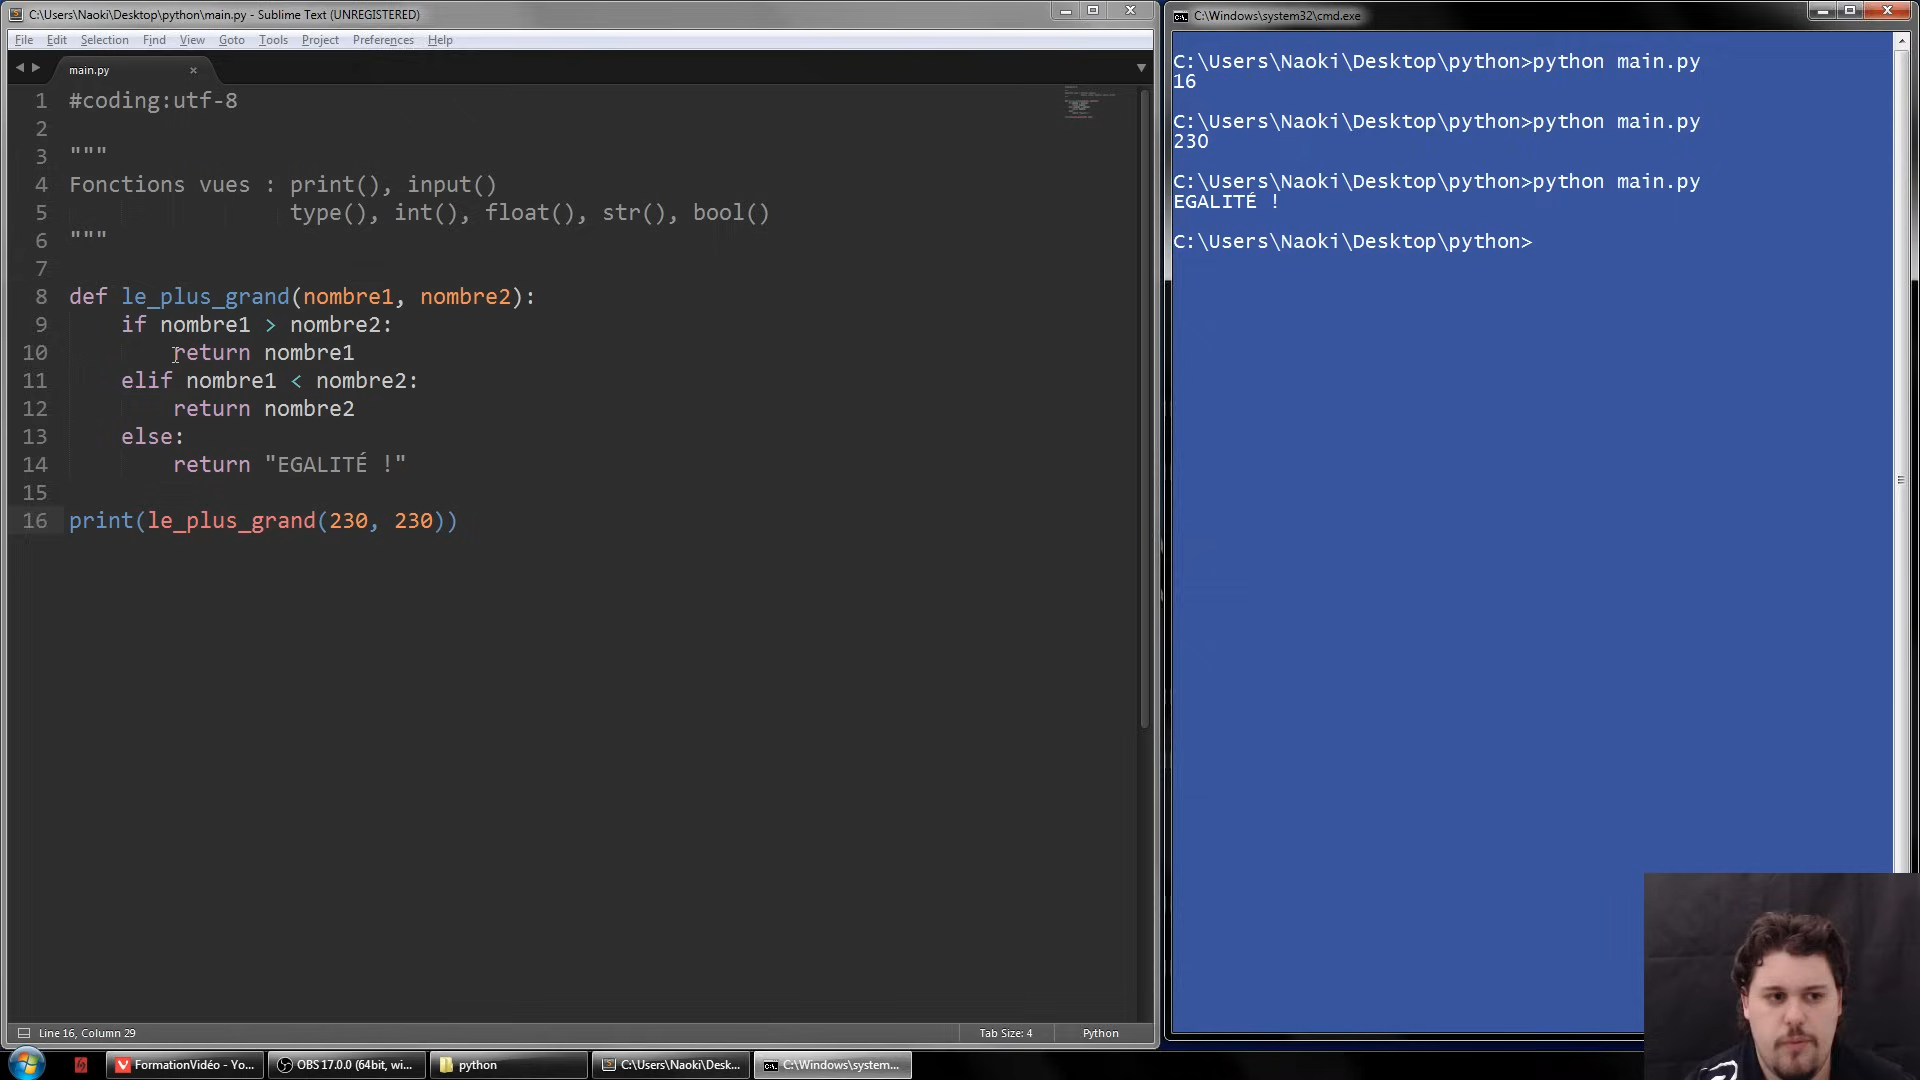 C:\Users\Naoki\Desktop\python\main.py - Sublime Text (UNREGISTERED)
File Edit Selection Find View Goto Tools Project Preferences Help
main.py
1 #coding:utf-8
2
3 """
4 Fonctions vues : print(), input()
5 type(), int(), float(), str(), bool()
6 """
7
8 def le_plus_grand(nombre1, nombre2):
9 if nombre1 > nombre2:
10 return nombre1
11 elif nombre1 < nombre2:
12 return nombre2
13 else:
14 return "EGALITÉ !"
15
16 print(le_plus_grand(230, 230))
Line 16, Column 29
Tab Size: 4
Python
C:\Windows\system32\cmd.exe
C:\Users\Naoki\Desktop\python>python main.py
16
C:\Users\Naoki\Desktop\python>python main.py
230
C:\Users\Naoki\Desktop\python>python main.py
EGALITÉ !
C:\Users\Naoki\Desktop\python>
FormationVidéo - Yo...
OBS 17.0.0 (64bit, wi...
python
C:\Users\Naoki\Desk...
C:\Windows\system...